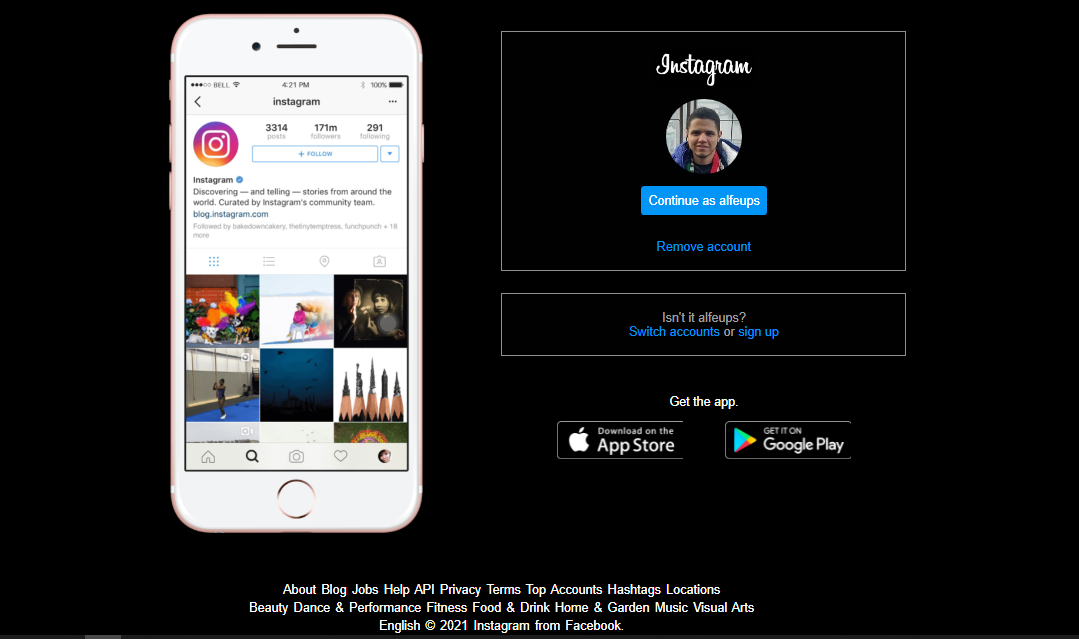 ●●●○○ BELL 4:21 PM 100%
instagram
3314 171m 291
posts followers following
+ FOLLOW
Instagram
Discovering — and telling — stories from around the
world. Curated by Instagram's community team.
blog.instagram.com
Followed by bakedowncakery, thetinytemptress, funchpunch + 18
more
Instagram
Continue as alfeups
Remove account
Isn't it alfeups?
Switch accounts or sign up
Get the app.
Download on the
App Store
GET IT ON
Google Play
About Blog Jobs Help API Privacy Terms Top Accounts Hashtags Locations
Beauty Dance & Performance Fitness Food & Drink Home & Garden Music Visual Arts
English © 2021 Instagram from Facebook.